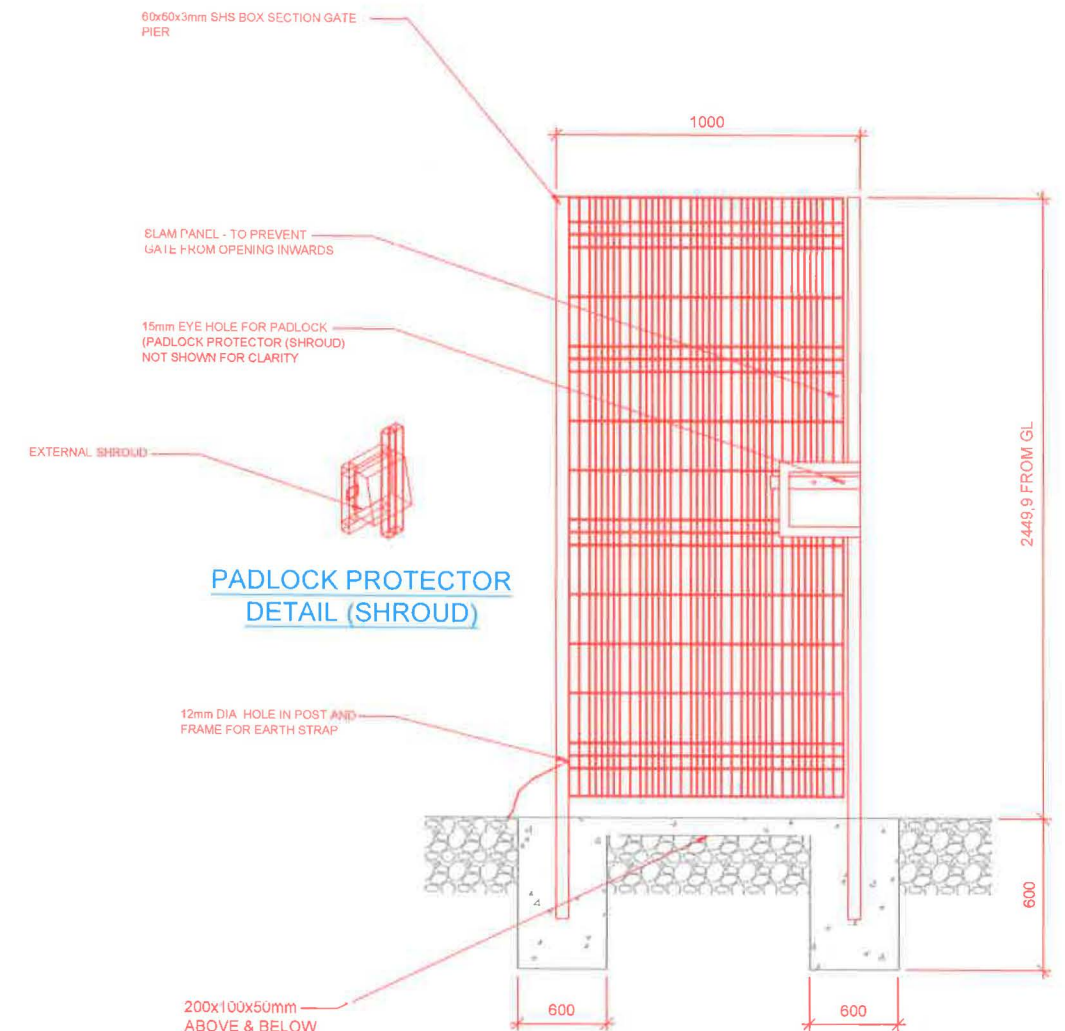 60x60x3mm SHS BOX SECTION GATE
PIER
1000
SLAM PANEL - TO PREVENT
GATE FROM OPENING INWARDS
15mm EYE HOLE FOR PADLOCK
(PADLOCK PROTECTOR (SHROUD)
NOT SHOWN FOR CLARITY
EXTERNAL SHROUD
2449,9 FROM GL
PADLOCK PROTECTOR
DETAIL (SHROUD)
12mm DIA HOLE IN POST AND
FRAME FOR EARTH STRAP
600
200x100x50mm
ABOVE & BELOW
600
600